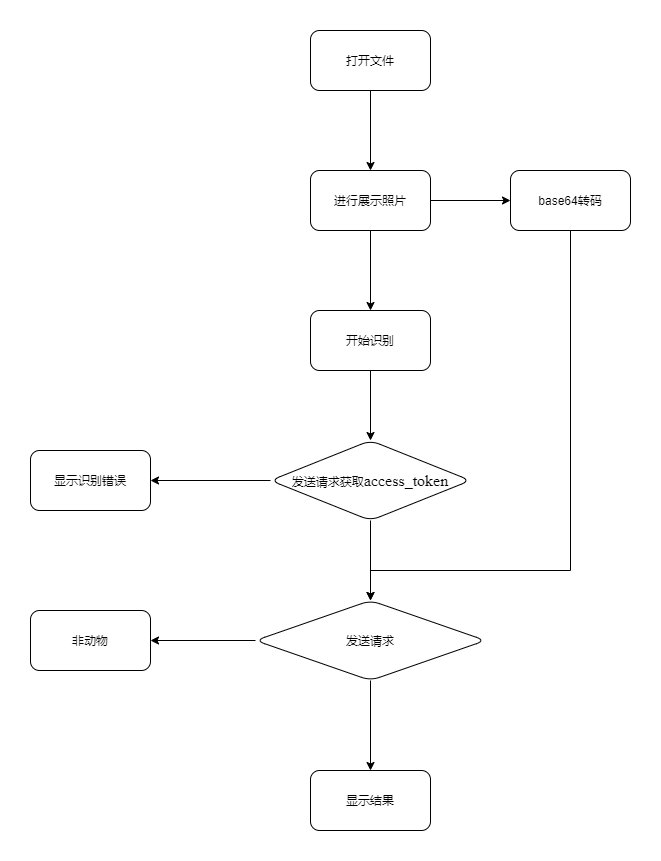 打开文件
进行展示照片
base64转码
开始识别
显示识别错误
发送请求获取access_token
非动物
发送请求
显示结果